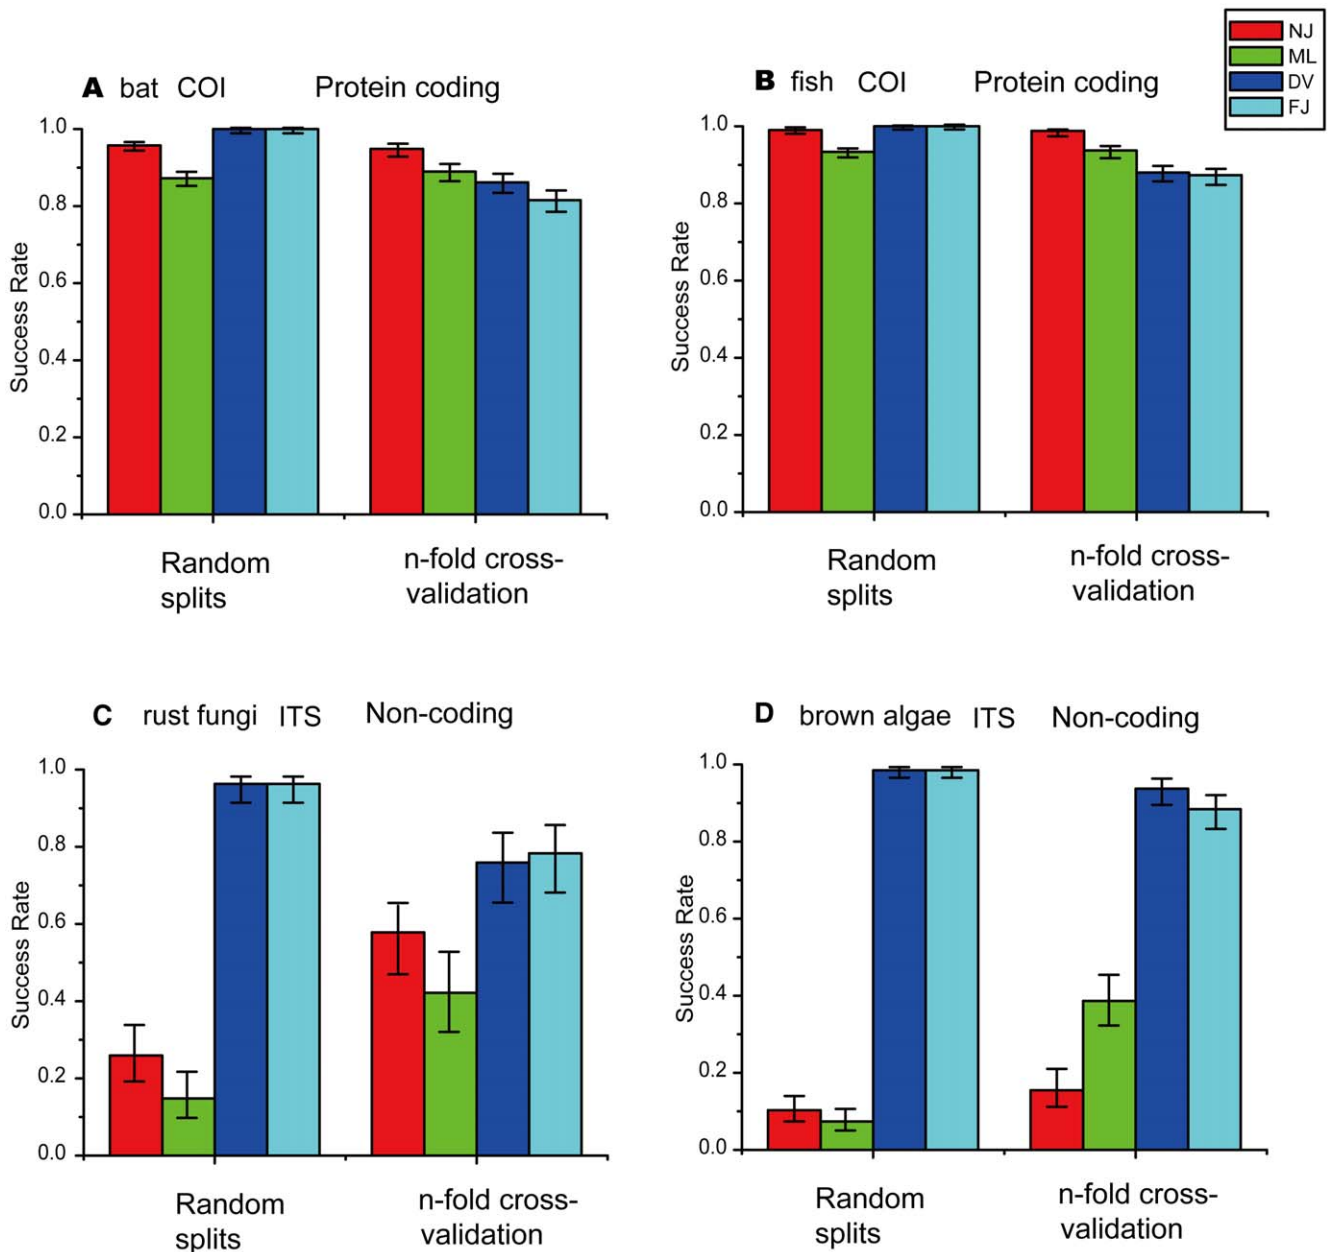 NJ
ML
DV
FJ
A bat COI Protein coding
1.0
0.8
0.6
0.4
0.2
0.0
Success Rate
Random
splits
n-fold cross-
validation
B fish COI Protein coding
1.0
0.8
0.6
0.4
0.2
0.0
Success Rate
Random
splits
n-fold cross-
validation
C rust fungi ITS Non-coding
1.0
0.8
0.6
0.4
0.2
0.0
Success Rate
Random
splits
n-fold cross-
validation
D brown algae ITS Non-coding
1.0
0.8
0.6
0.4
0.2
0.0
Success Rate
Random
splits
n-fold cross-
validation